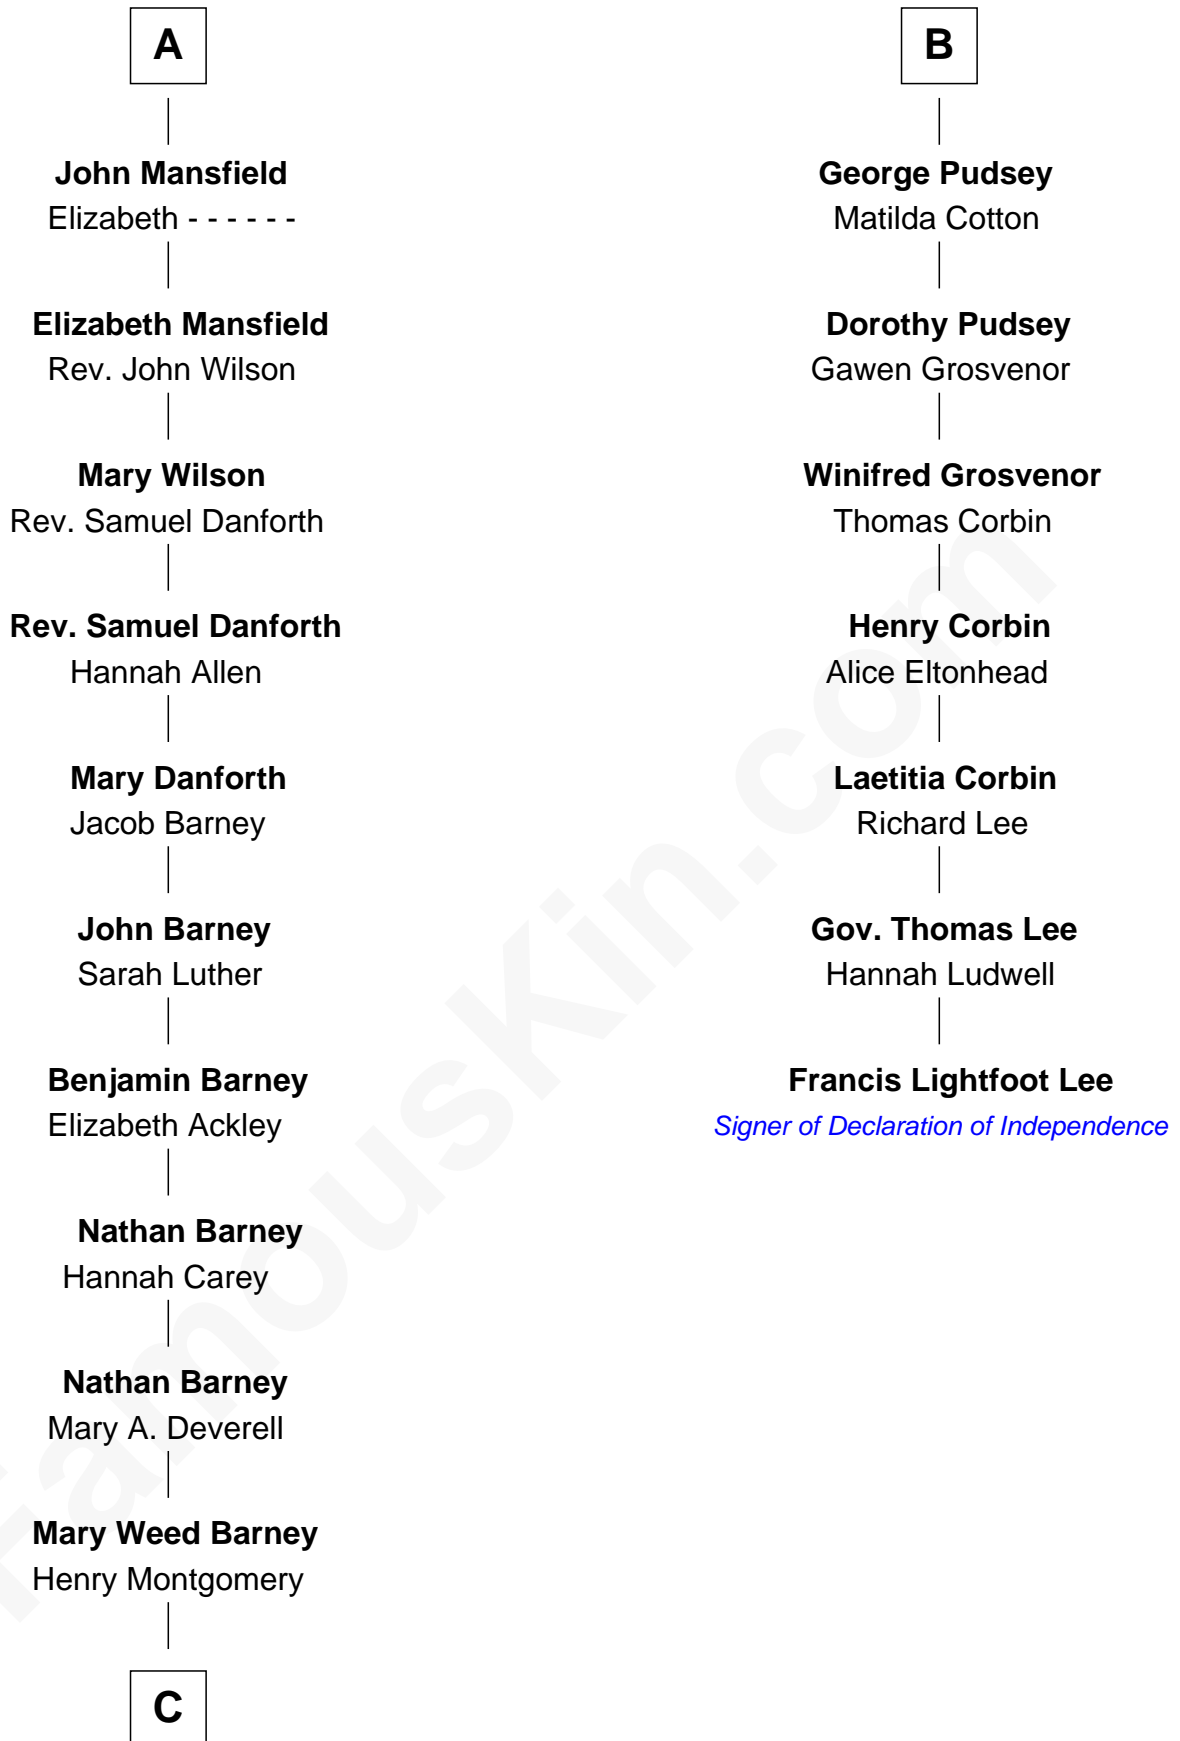 A
John Mansfield
Elizabeth - - - - - -
Elizabeth Mansfield
Rev. John Wilson
Mary Wilson
Rev. Samuel Danforth
Rev. Samuel Danforth
Hannah Allen
Mary Danforth
Jacob Barney
John Barney
Sarah Luther
Benjamin Barney
Elizabeth Ackley
Nathan Barney
Hannah Carey
Nathan Barney
Mary A. Deverell
Mary Weed Barney
Henry Montgomery
C
B
George Pudsey
Matilda Cotton
Dorothy Pudsey
Gawen Grosvenor
Winifred Grosvenor
Thomas Corbin
Henry Corbin
Alice Eltonhead
Laetitia Corbin
Richard Lee
Gov. Thomas Lee
Hannah Ludwell
Francis Lightfoot Lee
Signer of Declaration of Independence
FamousKin.com